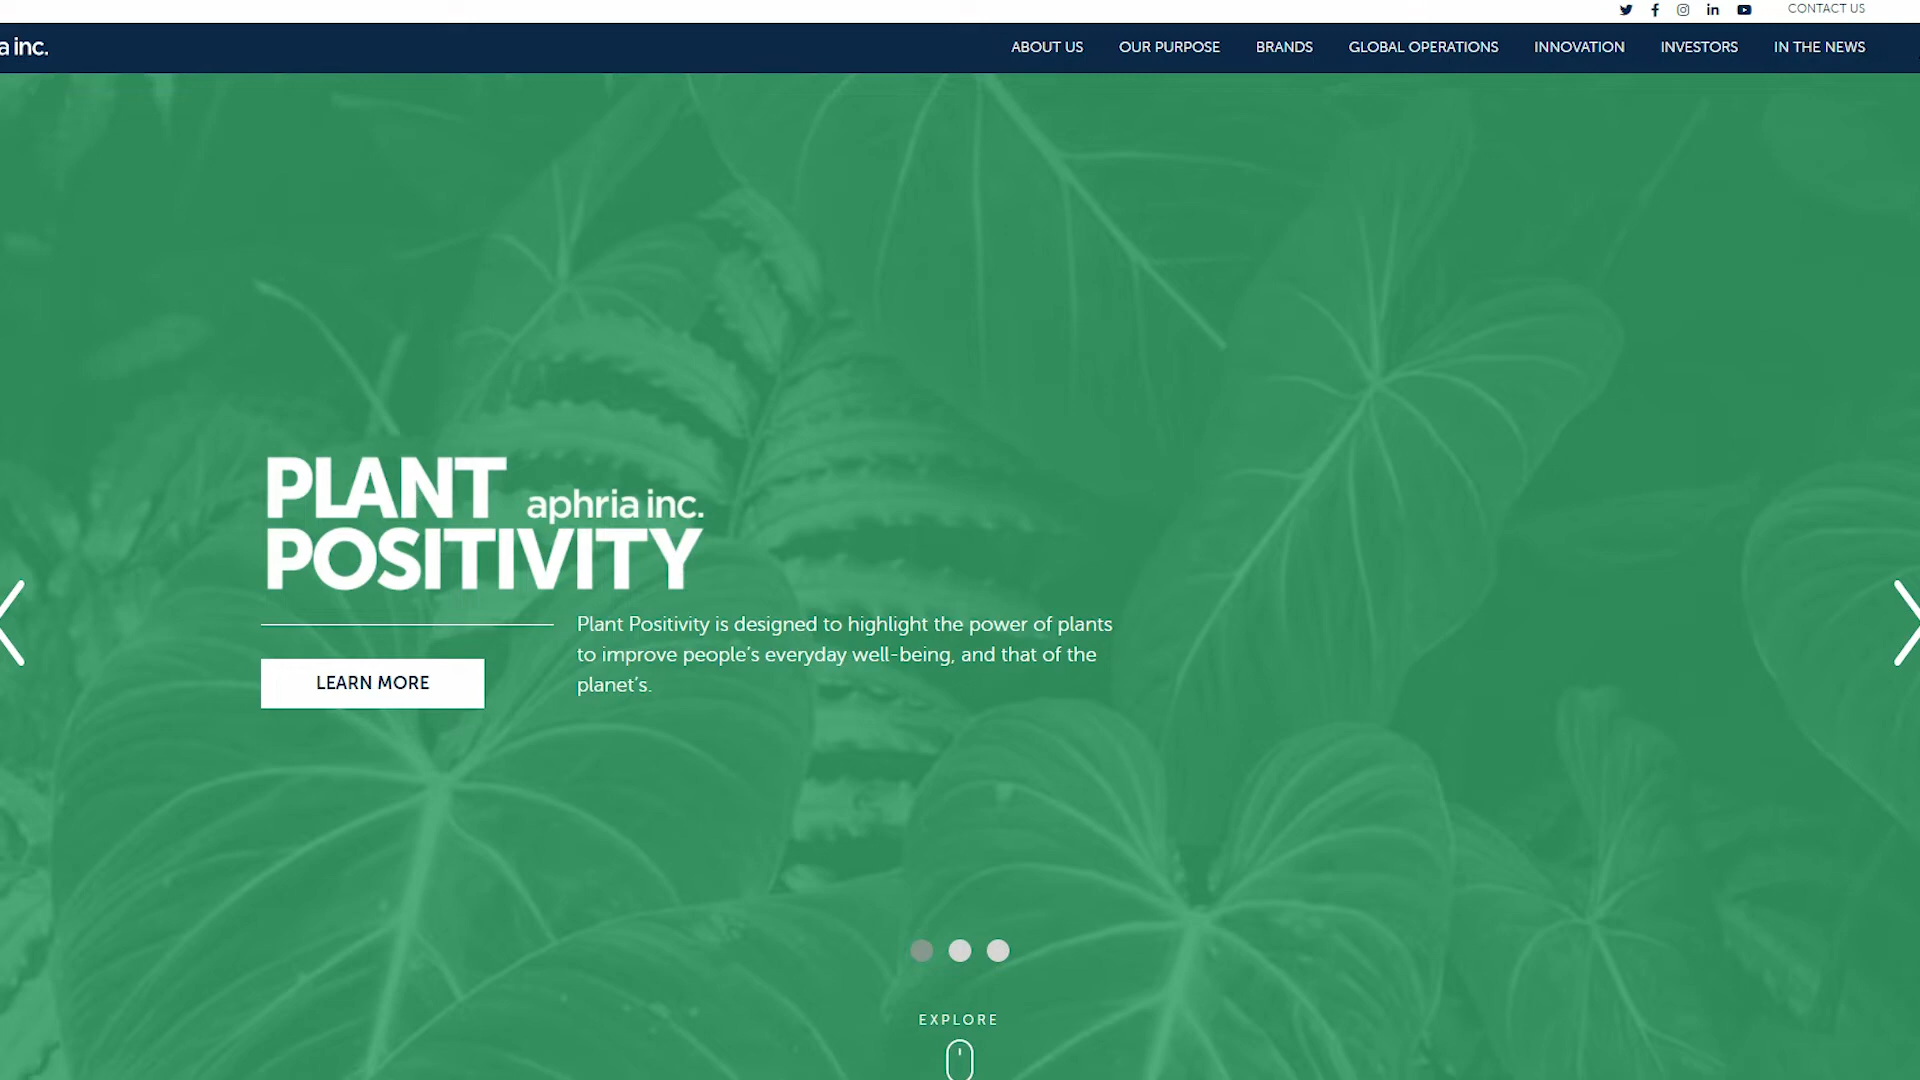 CONTACT US
a inc.
ABOUT US OUR PURPOSE BRANDS GLOBAL OPERATIONS INNOVATION INVESTORS IN THE NEWS
PLANT aphria inc.
POSITIVITY
Plant Positivity is designed to highlight the power of plants
to improve people’s everyday well-being, and that of the
planet’s.
LEARN MORE
EXPLORE